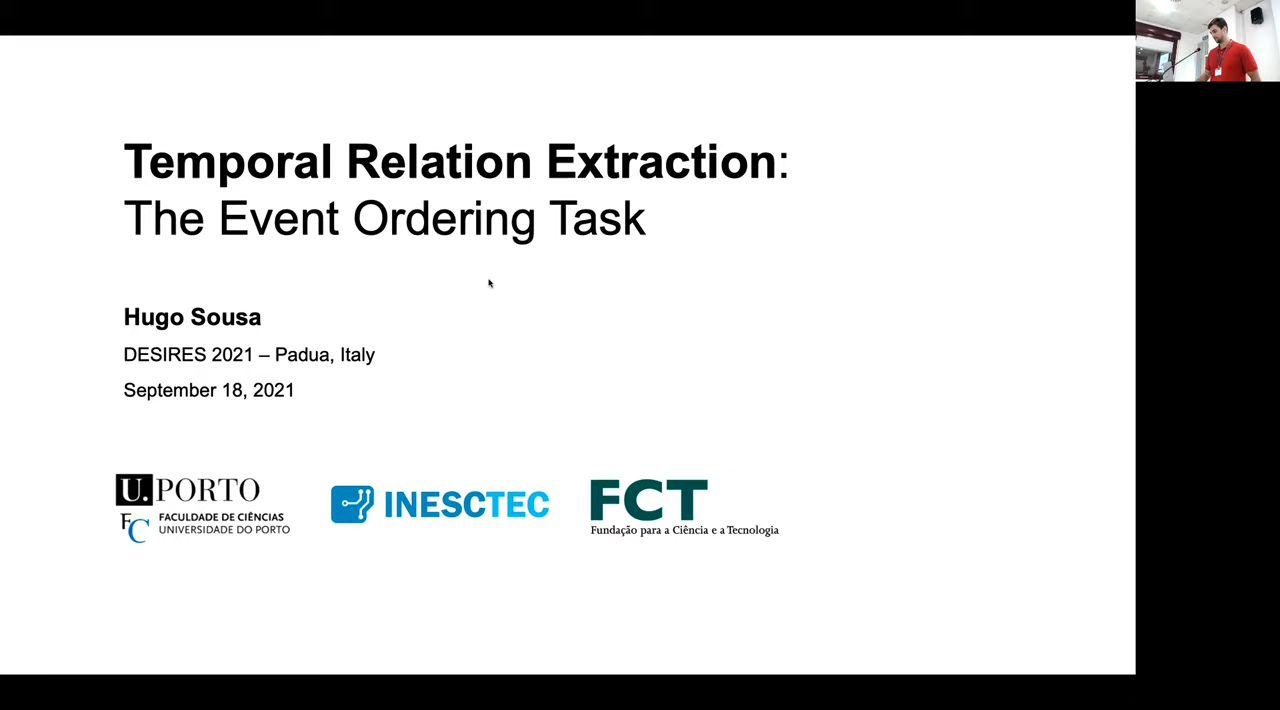 Temporal Relation Extraction:
The Event Ordering Task
Hugo Sousa
DESIRES 2021 – Padua, Italy
September 18, 2021
U. PORTO
FC FACULDADE DE CIÊNCIAS
UNIVERSIDADE DO PORTO
INESCTEC
FCT
Fundação para a Ciência e a Tecnologia